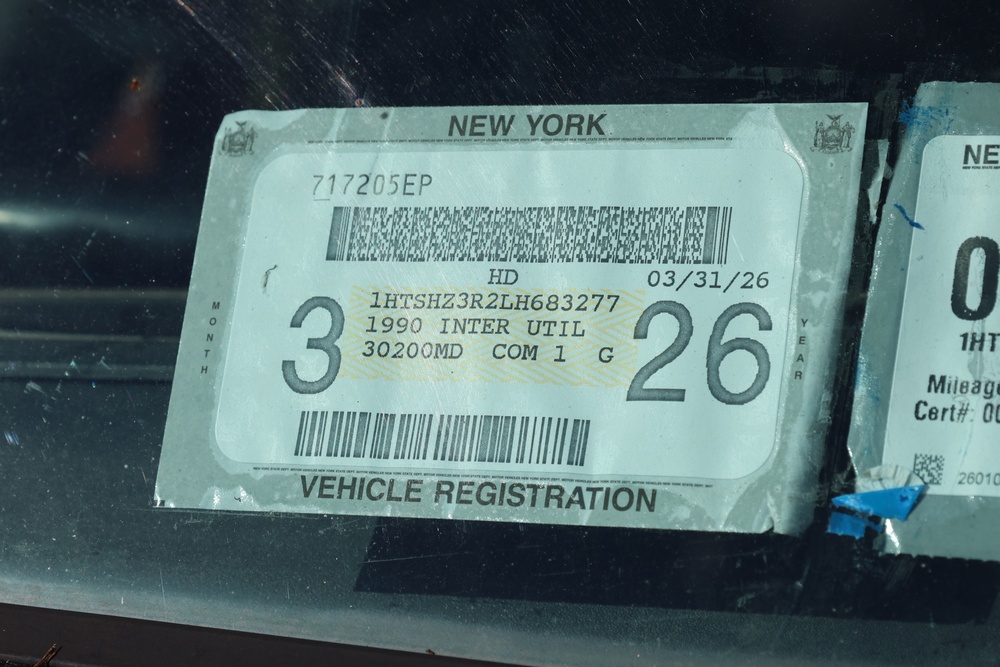 NEW YORK
717205EP
HD 03/31/26
1HTSHZ3R2LH683277
1990 INTER UTIL
30200MD COM 1 G
3 26
MONTH
YEAR
VEHICLE REGISTRATION
NE
0
1HT
Mileage
Cert#: 00
26010